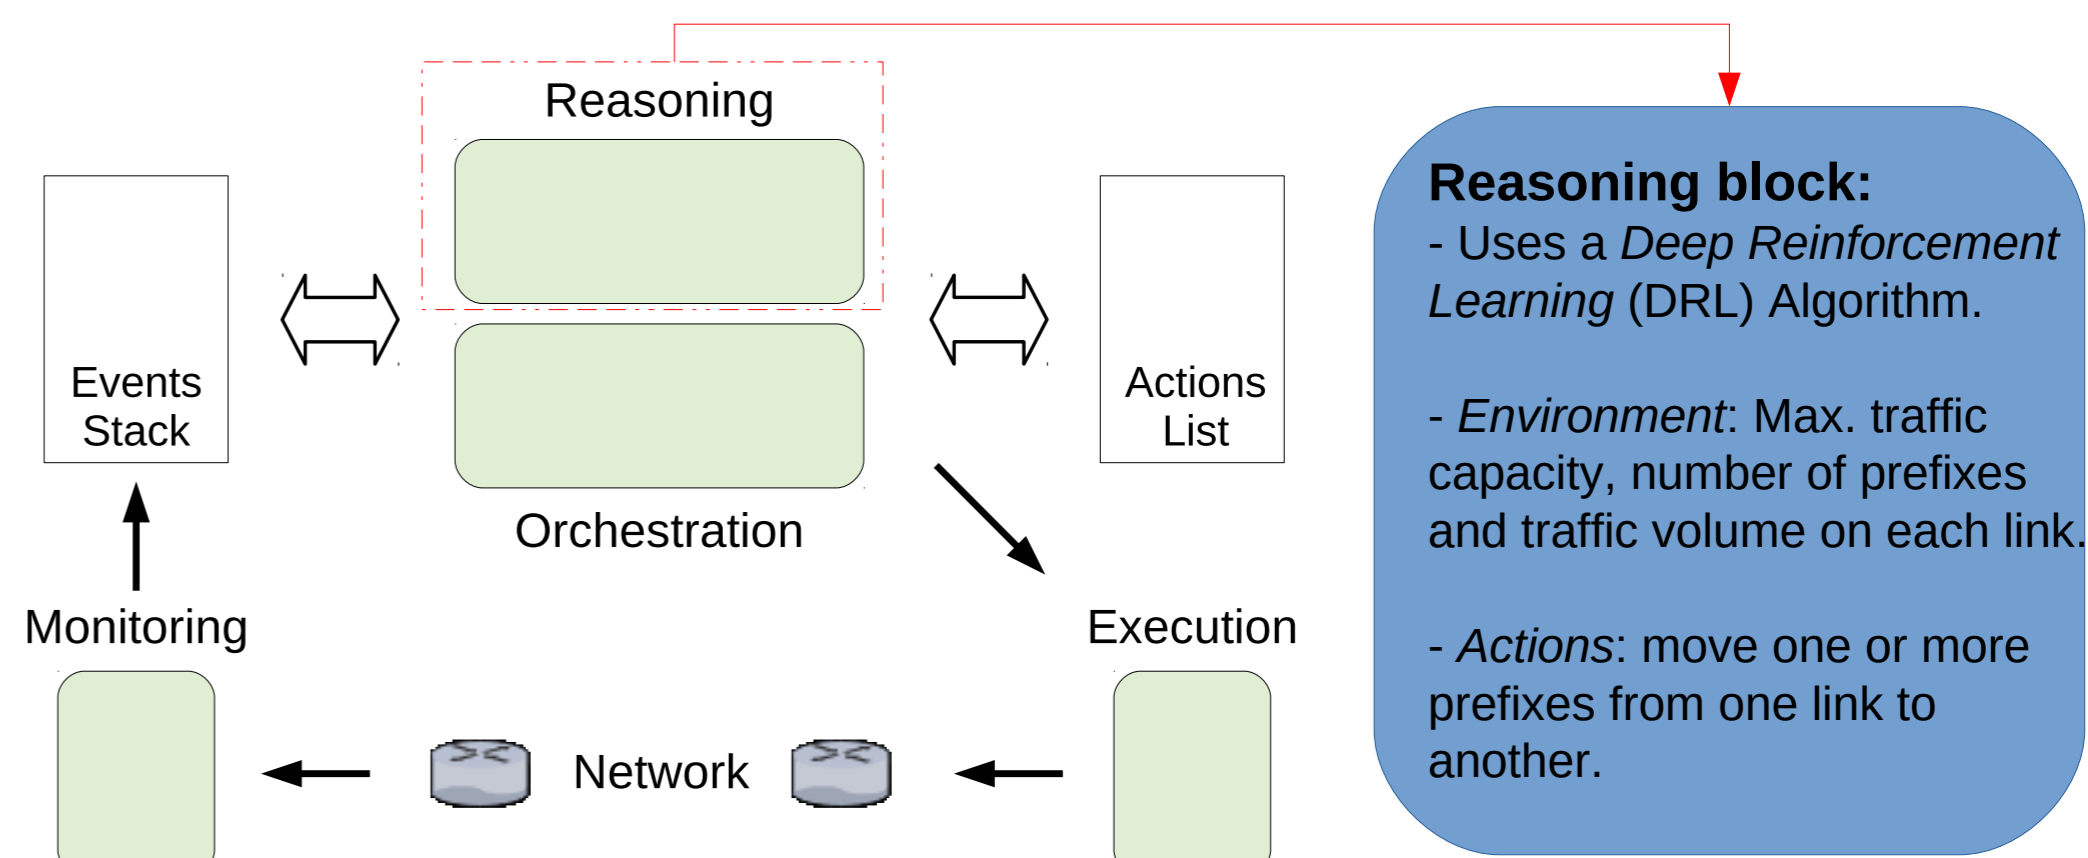 Reasoning
Events
Stack
Actions
List
Orchestration
Monitoring
Execution
Network
Reasoning block:
- Uses a Deep Reinforcement
Learning (DRL) Algorithm.
- Environment: Max. traffic
capacity, number of prefixes
and traffic volume on each link.
- Actions: move one or more
prefixes from one link to
another.